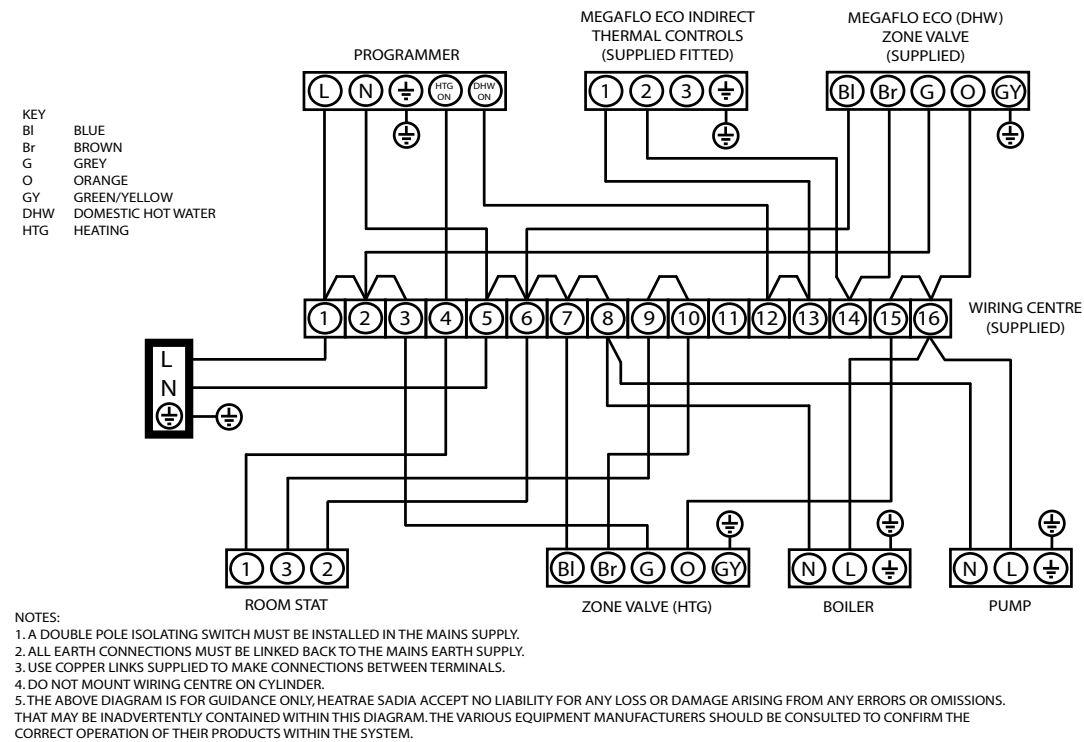 MEGAFLO ECO INDIRECT
THERMAL CONTROLS
(SUPPLIED FITTED)
MEGAFLO ECO (DHW)
ZONE VALVE
(SUPPLIED)
PROGRAMMER
L N HTG ON DHW ON
1 2 3
Bl Br G O GY
KEY
Bl BLUE
Br BROWN
G GREY
O ORANGE
GY GREEN/YELLOW
DHW DOMESTIC HOT WATER
HTG HEATING
1 2 3 4 5 6 7 8 9 10 11 12 13 14 15 16
WIRING CENTRE
(SUPPLIED)
L
N
1 3 2
ROOM STAT
Bl Br G O GY
ZONE VALVE (HTG)
N L
BOILER
N L
PUMP
NOTES:
1. A DOUBLE POLE ISOLATING SWITCH MUST BE INSTALLED IN THE MAINS SUPPLY.
2. ALL EARTH CONNECTIONS MUST BE LINKED BACK TO THE MAINS EARTH SUPPLY.
3. USE COPPER LINKS SUPPLIED TO MAKE CONNECTIONS BETWEEN TERMINALS.
4. DO NOT MOUNT WIRING CENTRE ON CYLINDER.
5. THE ABOVE DIAGRAM IS FOR GUIDANCE ONLY, HEATRAE SADIA ACCEPT NO LIABILITY FOR ANY LOSS OR DAMAGE ARISING FROM ANY ERRORS OR OMISSIONS.
THAT MAY BE INADVERTENTLY CONTAINED WITHIN THIS DIAGRAM. THE VARIOUS EQUIPMENT MANUFACTURERS SHOULD BE CONSULTED TO CONFIRM THE
CORRECT OPERATION OF THEIR PRODUCTS WITHIN THE SYSTEM.